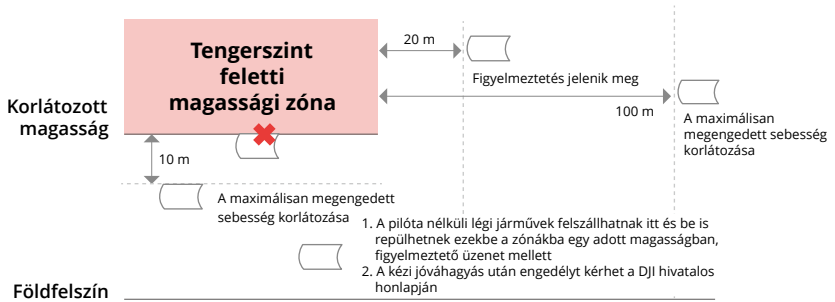 Tengerszint
feletti
magassági zóna
20 m
Figyelmeztetés jelenik meg
100 m
A maximálisan
megengedett sebesség
korlátozása
Korlátozott
magasság
10 m
A maximálisan megengedett
sebesség korlátozása
1. A pilóta nélküli légi járművek felszállhatnak itt és be is
repülhetnek ezekbe a zónákba egy adott magasságban,
figyelmeztető üzenet mellett
2. A kézi jóváhagyás után engedélyt kérhet a DJI hivatalos
honlapján
Földfelszín